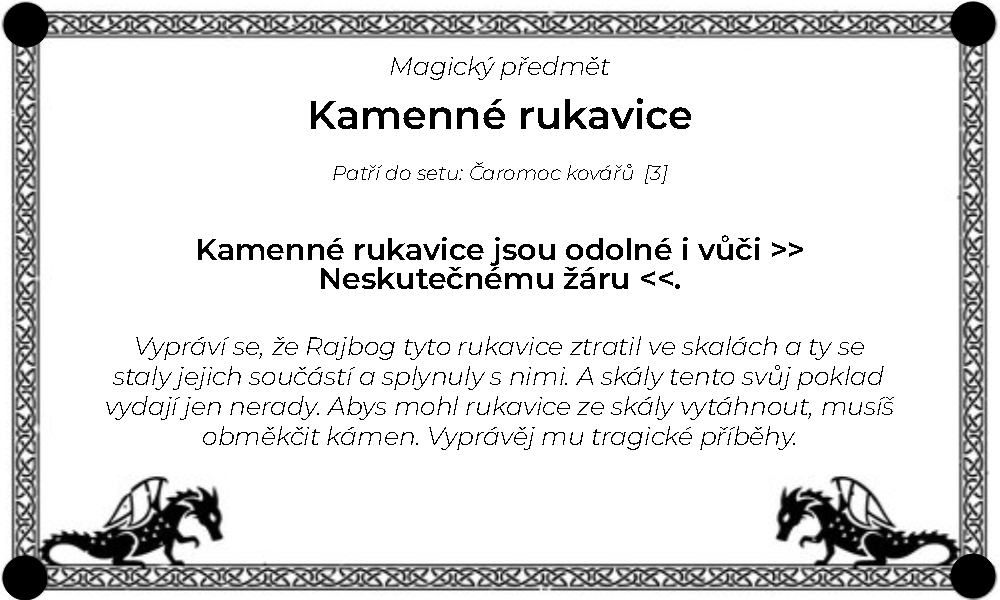 Magický předmět
Kamenné rukavice
Patří do setu: Čaromoc kovářů [3]
Kamenné rukavice jsou odolné i vůči >>
Neskutečnému žáru <<.
Vypráví se, že Rajbog tyto rukavice ztratil ve skalách a ty se
staly jejich součástí a splynuly s nimi. A skály tento svůj poklad
vydají jen nerady. Abys mohl rukavice ze skály vytáhnout, musíš
obměkčit kámen. Vyprávěj mu tragické příběhy.